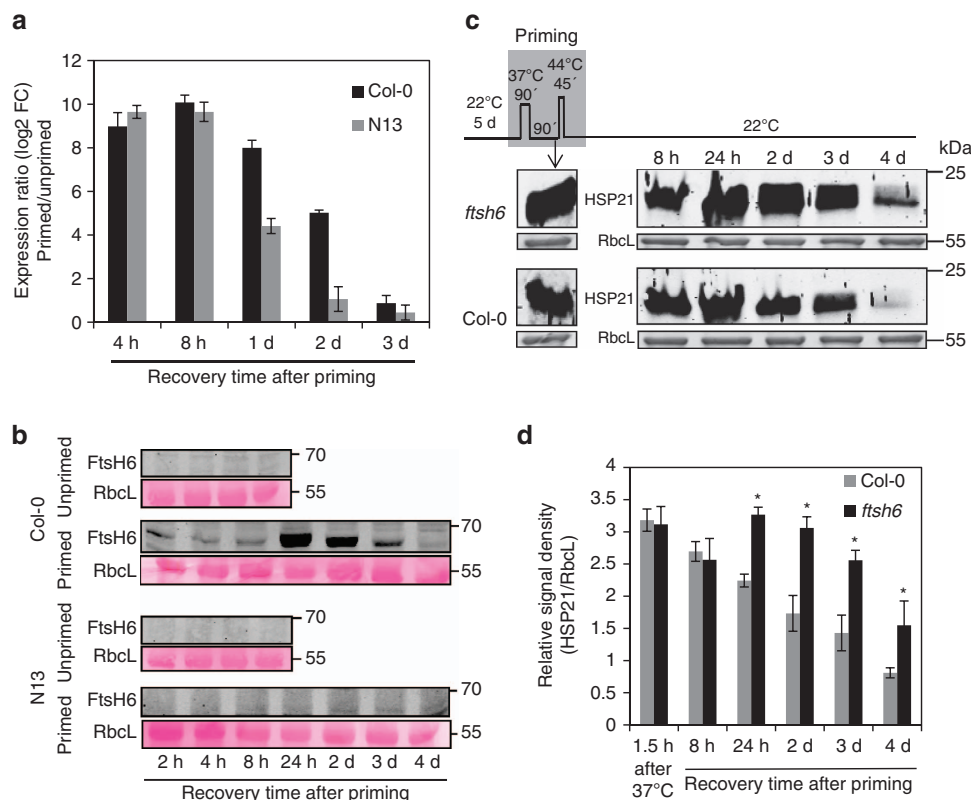 a
Expression ratio (log2 FC)
Primed/unprimed
12
10
8
6
4
2
0
Col-0
N13
4 h 8 h 1 d 2 d 3 d
Recovery time after priming
b
Col-0
Unprimed
FtsH6
70
RbcL
55
Primed
FtsH6
70
RbcL
55
N13
Unprimed
FtsH6
70
RbcL
55
Primed
FtsH6
70
RbcL
55
2 h 4 h 8 h 24 h 2 d 3 d 4 d
Recovery time after priming
c
Priming
37°C
90´
44°C
45´
22°C
5 d
90´
22°C
kDa
8 h 24 h 2 d 3 d 4 d
25
ftsh6
HSP21
RbcL
55
25
Col-0
HSP21
RbcL
55
d
Relative signal density
(HSP21/RbcL)
4
3.5
3
2.5
2
1.5
1
0.5
0
Col-0
ftsh6
* * * *
1.5 h 8 h 24 h 2 d 3 d 4 d
after
37°C
Recovery time after priming